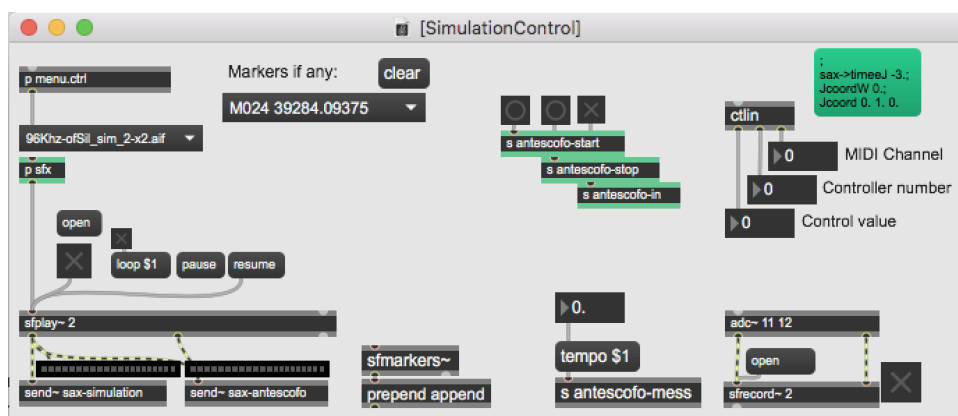 [SimulationControl]
p menu.ctrl
Markers if any:
clear
M024 39284.09375
;
sax->timeeJ -3.;
JcoordW 0.;
Jcoord 0. 1. 0.
96Khz-ofSil_sim_2-x2.aif
p sfx
s antescofo-start
s antescofo-stop
s antescofo-in
ctlin
0
MIDI Channel
0
Controller number
0
Control value
open
loop $1
pause
resume
sfplay~ 2
send~ sax-simulation
send~ sax-antescofo
sfmarkers~
prepend append
0.
tempo $1
s antescofo-mess
adc~ 11 12
open
sfrecord~ 2